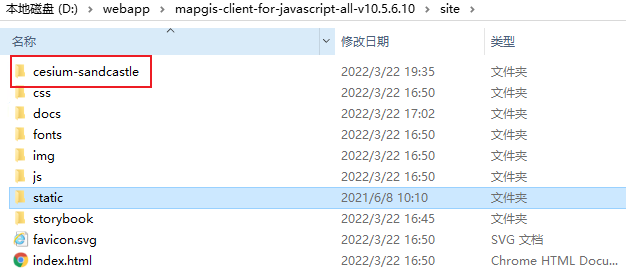 本地磁盘 (D:) › webapp › mapgis-client-for-javascript-all-v10.5.6.10 › site ›
名称 修改日期 类型
cesium-sandcastle 2022/3/22 19:35 文件夹
css 2022/3/22 16:50 文件夹
docs 2022/3/22 17:02 文件夹
fonts 2022/3/22 16:50 文件夹
img 2022/3/22 16:50 文件夹
js 2022/3/22 16:50 文件夹
static 2021/6/8 10:10 文件夹
storybook 2022/3/22 16:45 文件夹
favicon.svg 2022/3/22 16:50 SVG 文档
index.html 2022/3/22 16:50 Chrome HTML Docu...